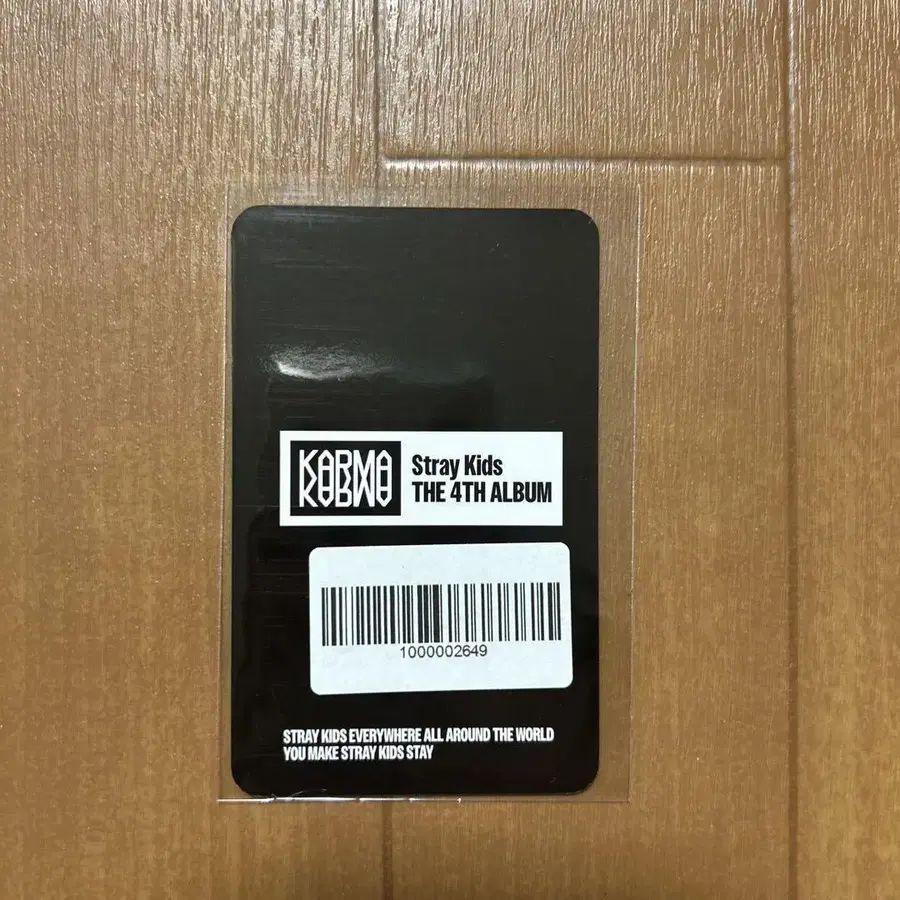 KARMA
KARMA
Stray Kids
THE 4TH ALBUM
1000002649
STRAY KIDS EVERYWHERE ALL AROUND THE WORLD
YOU MAKE STRAY KIDS STAY